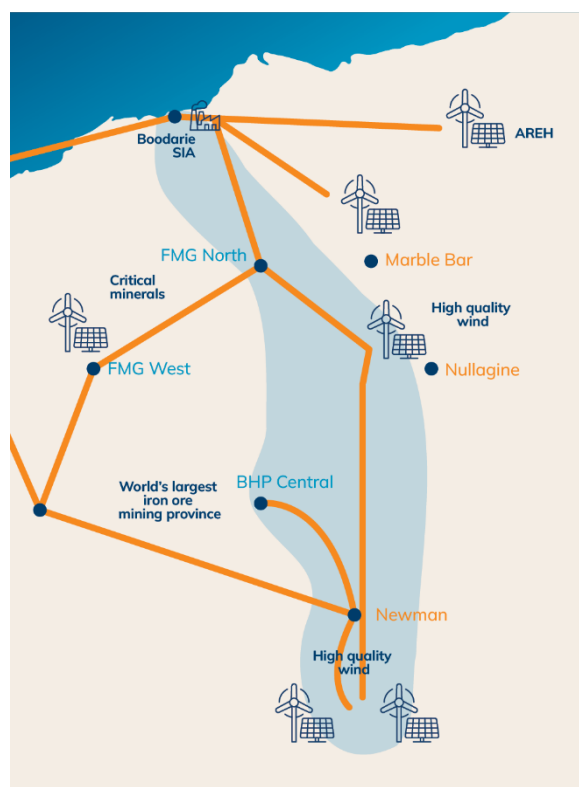 Boodarie
SIA
AREH
FMG North
Marble Bar
Critical
minerals
High quality
wind
FMG West
Nullagine
World's largest
iron ore
mining province
BHP Central
Newman
High quality
wind